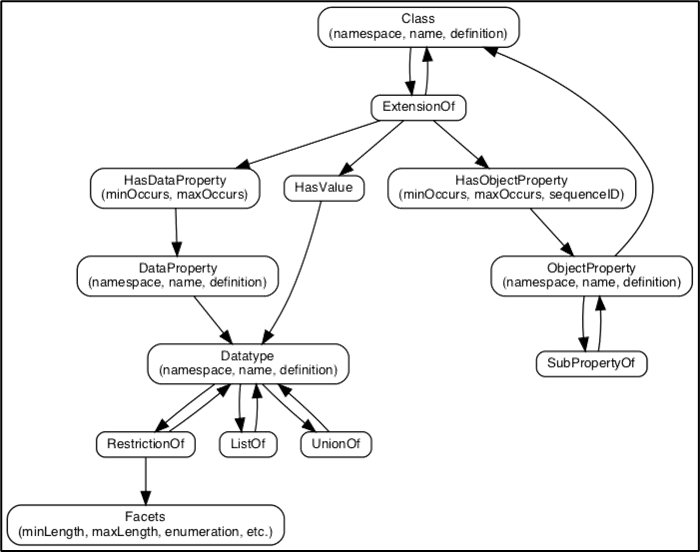 Class
(namespace, name, definition)
ExtensionOf
HasDataProperty
(minOccurs, maxOccurs)
HasValue
HasObjectProperty
(minOccurs, maxOccurs, sequenceID)
DataProperty
(namespace, name, definition)
ObjectProperty
(namespace, name, definition)
Datatype
(namespace, name, definition)
SubPropertyOf
RestrictionOf
ListOf
UnionOf
Facets
(minLength, maxLength, enumeration, etc.)